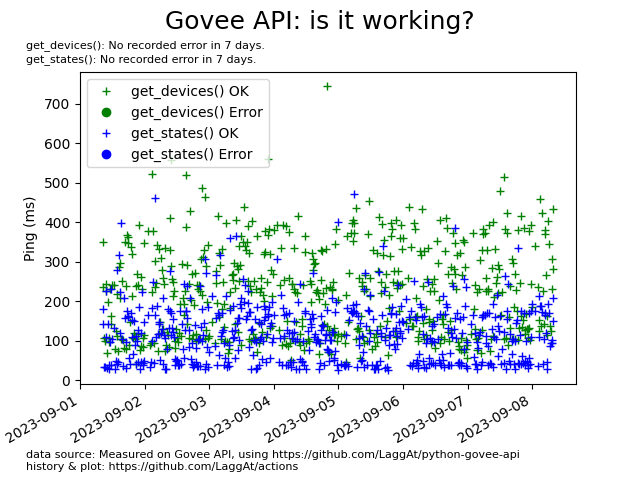 Govee API: is it working?
get_devices(): No recorded error in 7 days.
get_states(): No recorded error in 7 days.
get_devices() OK
get_devices() Error
get_states() OK
get_states() Error
Ping (ms)
700
600
500
400
300
200
100
0
2023-09-01
2023-09-02
2023-09-03
2023-09-04
2023-09-05
2023-09-06
2023-09-07
2023-09-08
data source: Measured on Govee API, using https://github.com/LaggAt/python-govee-api
history & plot: https://github.com/LaggAt/actions